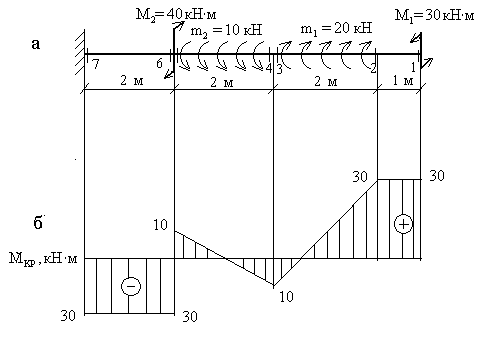 M₂=40кН·м
M₁=30кН·м
а
m₂=10 кН
m₁=20 кН
7 6 4 3 2 1
2 м 2 м 2 м 1 м
30 30
б
10
+
Mкр,кН·м
−
10
30 30